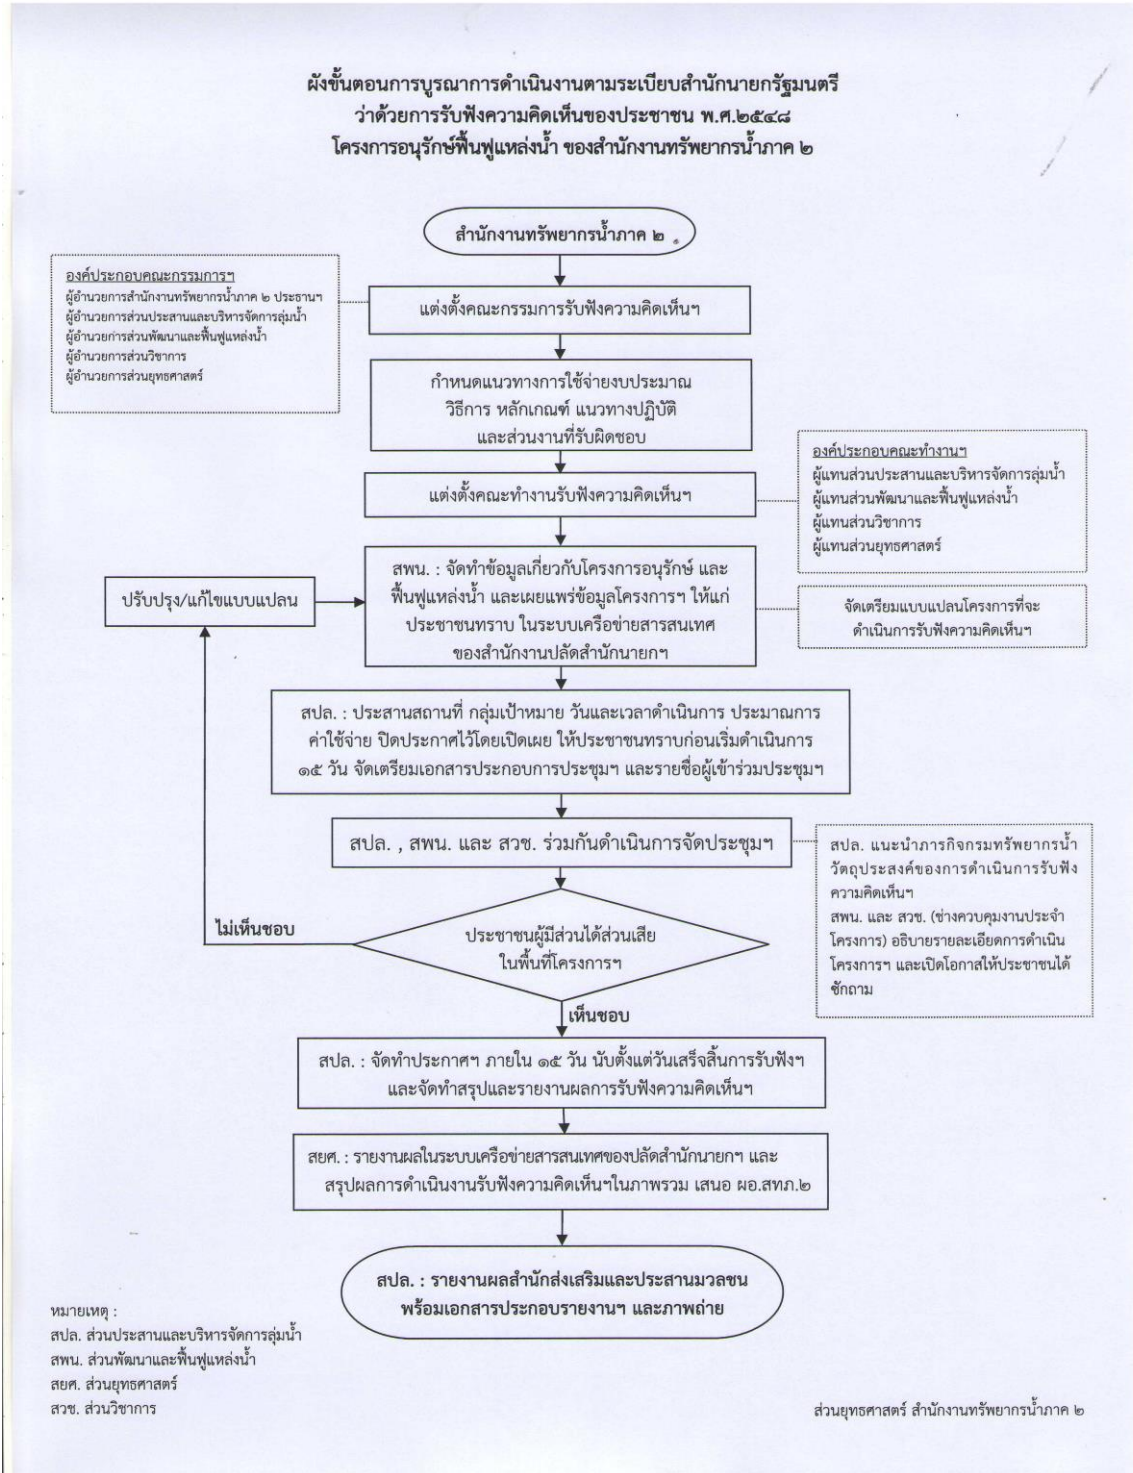 ผังขั้นตอนการบูรณาการดำเนินงานตามระเบียบสำนักนายกรัฐมนตรี
ว่าด้วยการรับฟังความคิดเห็นของประชาชน พ.ศ.๒๕๔๘
โครงการอนุรักษ์ฟื้นฟูแหล่งน้ำ ของสำนักงานทรัพยากรน้ำภาค ๒
สำนักงานทรัพยากรน้ำภาค ๒
องค์ประกอบคณะกรรมการฯ
ผู้อำนวยการสำนักงานทรัพยากรน้ำภาค ๒ ประธานฯ
ผู้อำนวยการส่วนประสานและบริหารจัดการลุ่มน้ำ
ผู้อำนวยการส่วนพัฒนาและฟื้นฟูแหล่งน้ำ
ผู้อำนวยการส่วนวิชาการ
ผู้อำนวยการส่วนยุทธศาสตร์
แต่งตั้งคณะกรรมการรับฟังความคิดเห็นฯ
กำหนดแนวทางการใช้จ่ายงบประมาณ
วิธีการ หลักเกณฑ์ แนวทางปฏิบัติ
และส่วนงานที่รับผิดชอบ
แต่งตั้งคณะทำงานรับฟังความคิดเห็นฯ
องค์ประกอบคณะทำงานฯ
ผู้แทนส่วนประสานและบริหารจัดการลุ่มน้ำ
ผู้แทนส่วนพัฒนาและฟื้นฟูแหล่งน้ำ
ผู้แทนส่วนวิชาการ
ผู้แทนส่วนยุทธศาสตร์
ปรับปรุง/แก้ไขแบบแปลน
สพน. : จัดทำข้อมูลเกี่ยวกับโครงการอนุรักษ์ และ
ฟื้นฟูแหล่งน้ำ และเผยแพร่ข้อมูลโครงการฯ ให้แก่
ประชาชนทราบ ในระบบเครือข่ายสารสนเทศ
ของสำนักงานปลัดสำนักนายกฯ
จัดเตรียมแบบแปลนโครงการที่จะ
ดำเนินการรับฟังความคิดเห็นฯ
สปล. : ประสานสถานที่ กลุ่มเป้าหมาย วันและเวลาดำเนินการ ประมาณการ
ค่าใช้จ่าย ปิดประกาศไว้โดยเปิดเผย ให้ประชาชนทราบก่อนเริ่มดำเนินการ
๑๕ วัน จัดเตรียมเอกสารประกอบการประชุมฯ และรายชื่อผู้เข้าร่วมประชุมฯ
สปล. , สพน. และ สวช. ร่วมกันดำเนินการจัดประชุมฯ
สปล. แนะนำภารกิจกรมทรัพยากรน้ำ
วัตถุประสงค์ของการดำเนินการรับฟัง
ความคิดเห็นฯ
สพน. และ สวช. (ช่างควบคุมงานประจำ
โครงการ) อธิบายรายละเอียดการดำเนิน
โครงการฯ และเปิดโอกาสให้ประชาชนได้
ซักถาม
ไม่เห็นชอบ
ประชาชนผู้มีส่วนได้ส่วนเสีย
ในพื้นที่โครงการฯ
เห็นชอบ
สปล. : จัดทำประกาศฯ ภายใน ๑๕ วัน นับตั้งแต่วันเสร็จสิ้นการรับฟังฯ
และจัดทำสรุปและรายงานผลการรับฟังความคิดเห็นฯ
สยศ. : รายงานผลในระบบเครือข่ายสารสนเทศของปลัดสำนักนายกฯ และ
สรุปผลการดำเนินงานรับฟังความคิดเห็นฯในภาพรวม เสนอ ผอ.สทภ.๒
สปล. : รายงานผลสำนักส่งเสริมและประสานมวลชน
พร้อมเอกสารประกอบรายงานฯ และภาพถ่าย
หมายเหตุ :
สปล. ส่วนประสานและบริหารจัดการลุ่มน้ำ
สพน. ส่วนพัฒนาและฟื้นฟูแหล่งน้ำ
สยศ. ส่วนยุทธศาสตร์
สวช. ส่วนวิชาการ
ส่วนยุทธศาสตร์ สำนักงานทรัพยากรน้ำภาค ๒